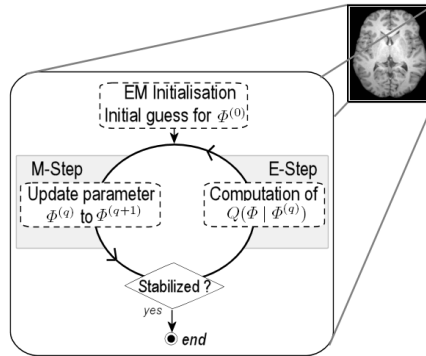 EM Initialisation
Initial guess for Φ^(0)
M-Step
Update parameter
Φ^(q) to Φ^(q+1)
E-Step
Computation of
Q(Φ | Φ^(q))
Stabilized ?
yes
end